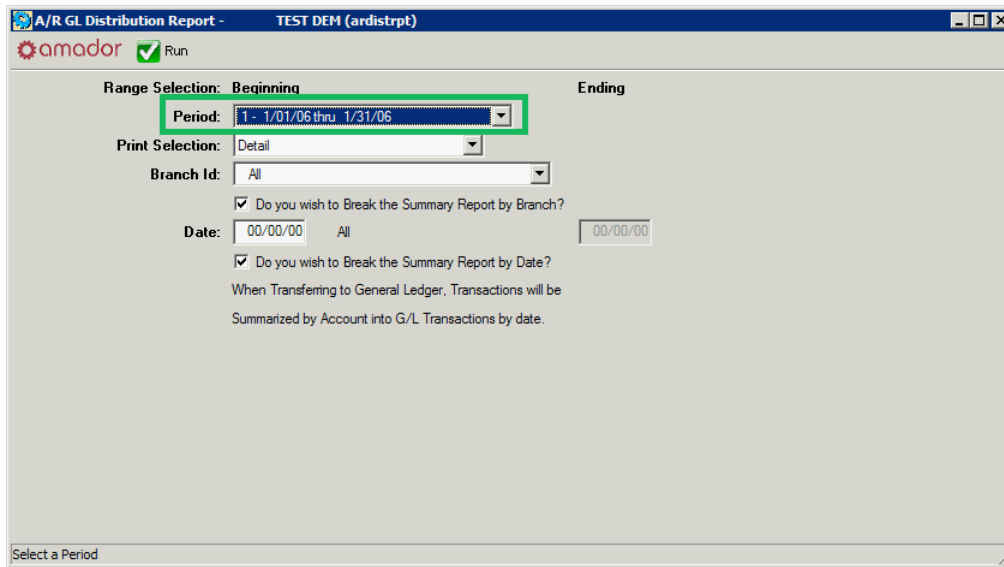 A/R GL Distribution Report - TEST DEM (ardistrpt)
amador Run
Range Selection: Beginning Ending
Period: 1 - 1/01/06 thru 1/31/06
Print Selection: Detail
Branch Id: All
Do you wish to Break the Summary Report by Branch?
Date: 00/00/00 All 00/00/00
Do you wish to Break the Summary Report by Date?
When Transferring to General Ledger, Transactions will be
Summarized by Account into G/L Transactions by date.
Select a Period